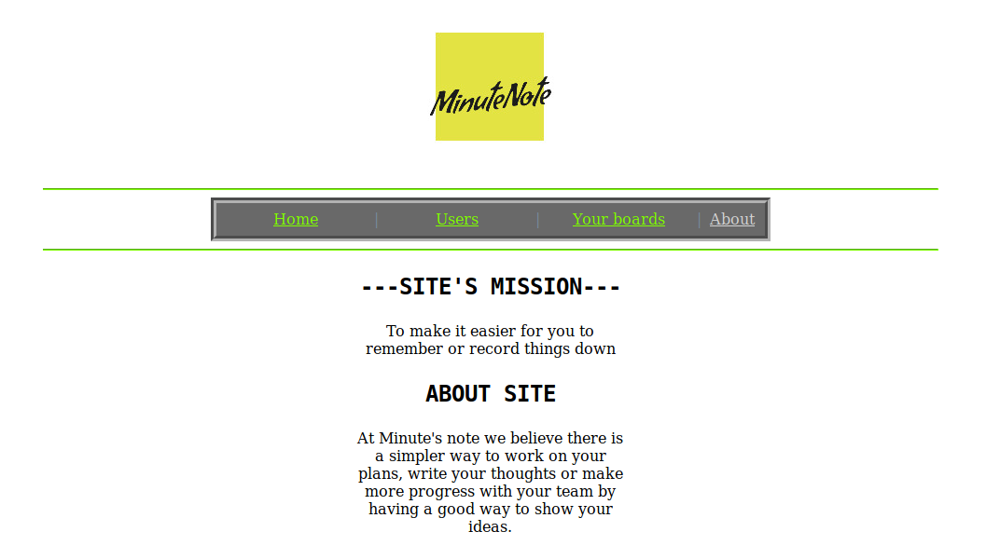 MinuteNote
Home | Users | Your boards | About
---SITE'S MISSION---
To make it easier for you to
remember or record things down
ABOUT SITE
At Minute's note we believe there is
a simpler way to work on your
plans, write your thoughts or make
more progress with your team by
having a good way to show your
ideas.